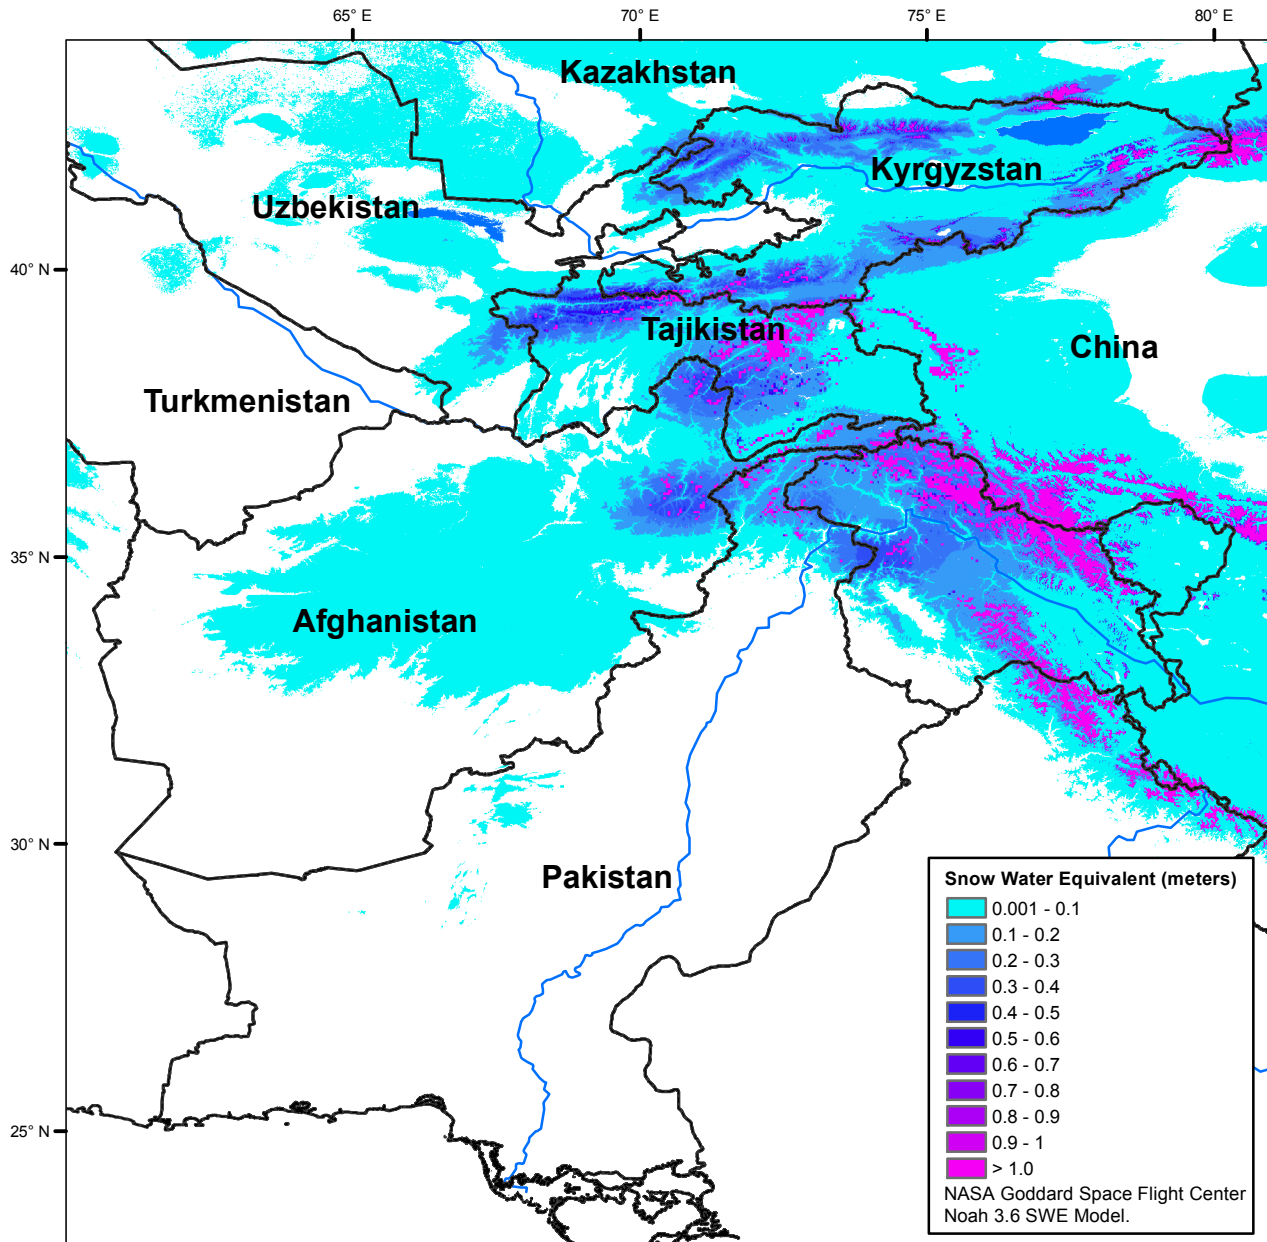 65° E
70° E
75° E
80° E
Kazakhstan
Kyrgyzstan
Uzbekistan
40° N
Tajikistan
China
Turkmenistan
35° N
Afghanistan
30° N
Pakistan
25° N
Snow Water Equivalent (meters)
0.001 - 0.1
0.1 - 0.2
0.2 - 0.3
0.3 - 0.4
0.4 - 0.5
0.5 - 0.6
0.6 - 0.7
0.7 - 0.8
0.8 - 0.9
0.9 - 1
> 1.0
NASA Goddard Space Flight Center
Noah 3.6 SWE Model.